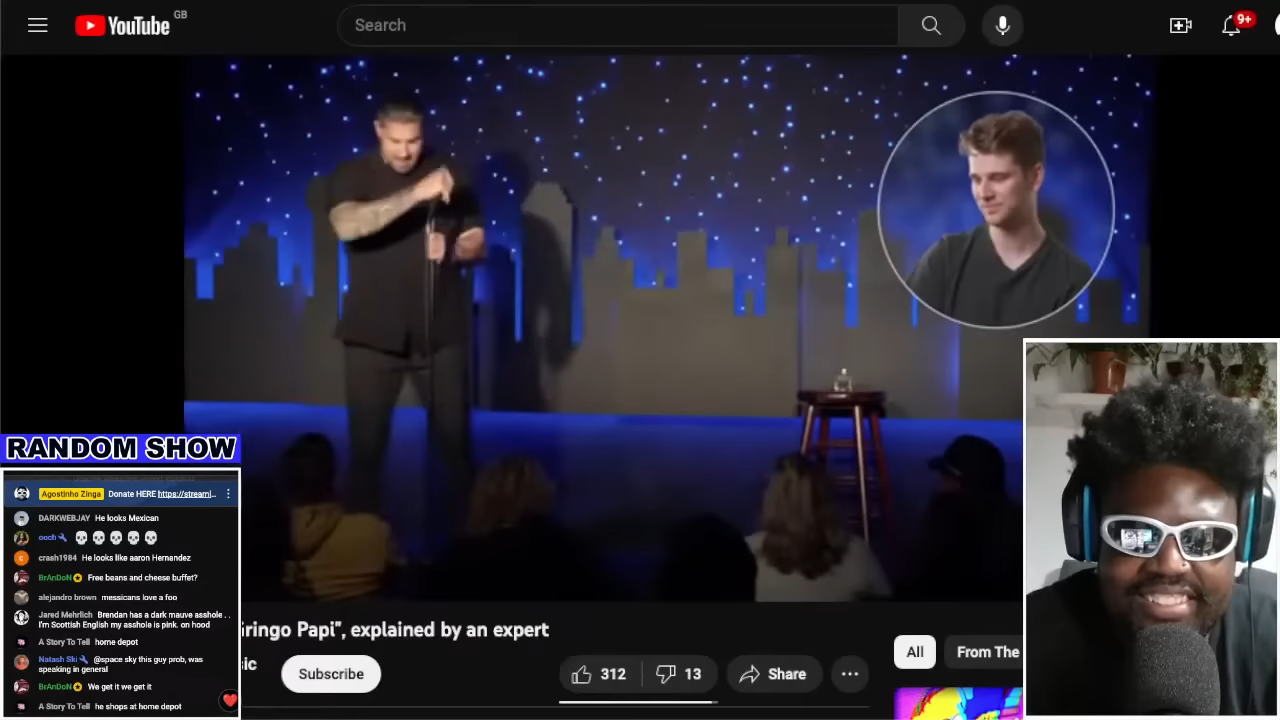 YouTube
GB
Search
9+
RANDOM SHOW
Agostinho Zinga Donate HERE https://streaml...
DARKWEBJAY He looks Mexican
ooch
crash1984 He looks like aaron Hernandez
BrAnDoN Free beans and cheese buffet?
alejandro brown messicans love a foo
Jared Mehrlich Brendan has a dark mauve asshole . .
I'm Scottish English my asshole is pink. on hood
A Story To Tell home depot
Natash Ski @space sky this guy prob, was
speaking in general
BrAnDoN We get it we get it
A Story To Tell he shops at home depot
Gringo Papi", explained by an expert
sic
Subscribe
312
13
Share
All
From The